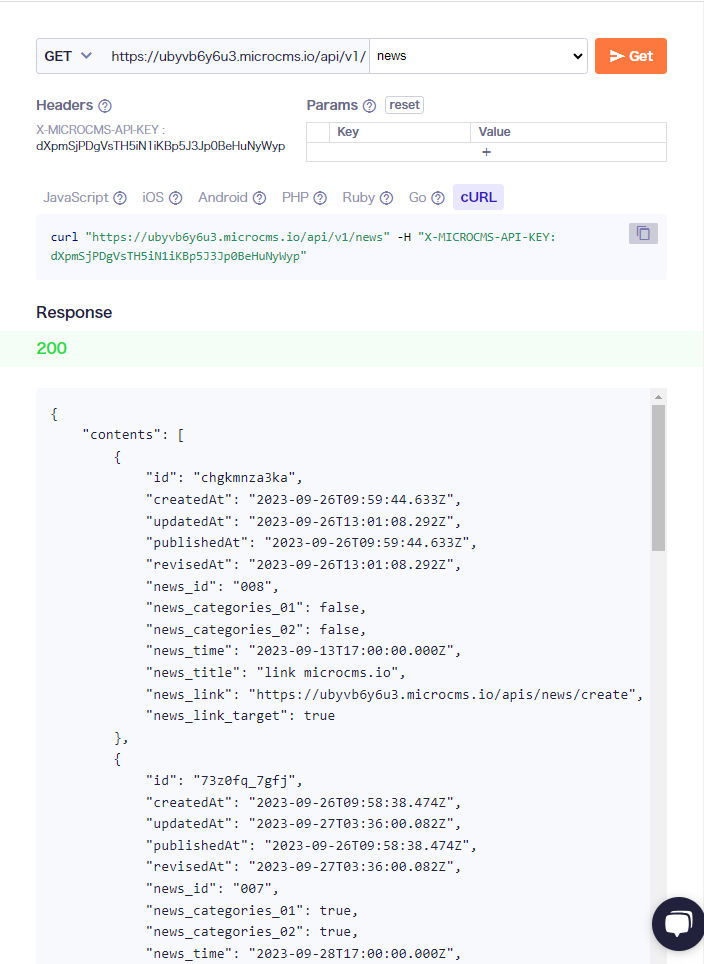 GET https://ubyvb6y6u3.microcms.io/api/v1/ news Get
Headers ? Params ? reset
X-MICROCMS-API-KEY :
dXpmSjPDgVsTH5iN1iKBp5J3Jp0BeHuNyWyp
Key Value
+
JavaScript ? iOS ? Android ? PHP ? Ruby ? Go ? cURL
curl "https://ubyvb6y6u3.microcms.io/api/v1/news" -H "X-MICROCMS-API-KEY:
dXpmSjPDgVsTH5iN1iKBp5J3Jp0BeHuNyWyp"
Response
200
{
"contents": [
{
"id": "chgkmnza3ka",
"createdAt": "2023-09-26T09:59:44.633Z",
"updatedAt": "2023-09-26T13:01:08.292Z",
"publishedAt": "2023-09-26T09:59:44.633Z",
"revisedAt": "2023-09-26T13:01:08.292Z",
"news_id": "008",
"news_categories_01": false,
"news_categories_02": false,
"news_time": "2023-09-13T17:00:00.000Z",
"news_title": "link microcms.io",
"news_link": "https://ubyvb6y6u3.microcms.io/apis/news/create",
"news_link_target": true
},
{
"id": "73z0fq_7gfj",
"createdAt": "2023-09-26T09:58:38.474Z",
"updatedAt": "2023-09-27T03:36:00.082Z",
"publishedAt": "2023-09-26T09:58:38.474Z",
"revisedAt": "2023-09-27T03:36:00.082Z",
"news_id": "007",
"news_categories_01": true,
"news_categories_02": true,
"news_time": "2023-09-28T17:00:00.000Z",